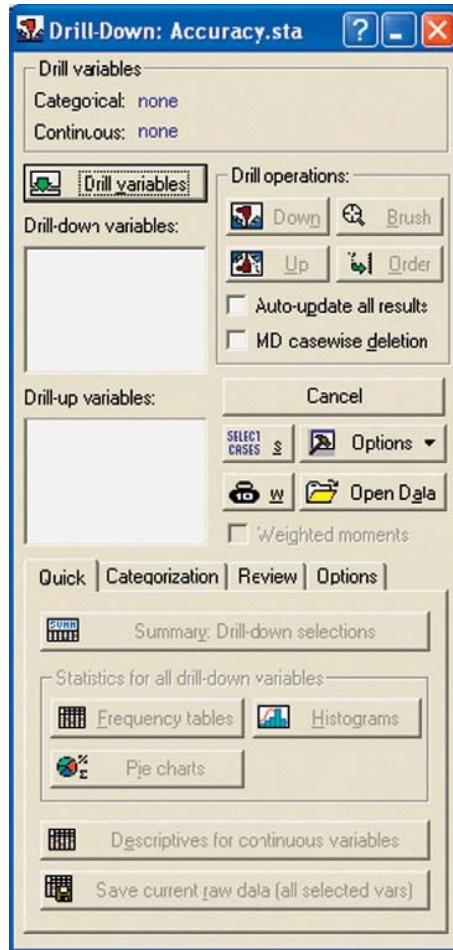 Drill-Down: Accuracy.sta
Drill variables
Categorical: none
Continuous: none
Drill variables
Drill-down variables:
Drill operations:
Down
Brush
Up
Order
Auto-update all results
MD casewise deletion
Drill-up variables:
Cancel
SELECT CASES S
Options
W
Open Data
Weighted moments
Quick
Categorization
Review
Options
SUMM
Summary: Drill-down selections
Statistics for all drill-down variables
Frequency tables
Histograms
% Σ
Pie charts
Descriptives for continuous variables
Save current raw data (all selected vars)